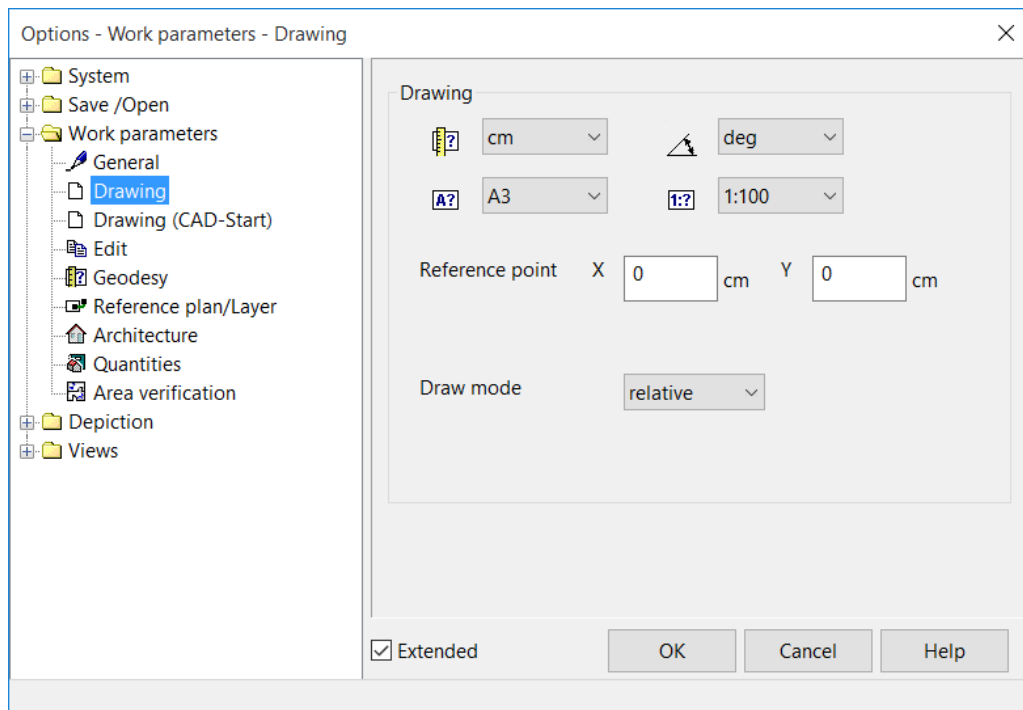 Options - Work parameters - Drawing
System
Save /Open
Work parameters
General
Drawing
Drawing (CAD-Start)
Edit
Geodesy
Reference plan/Layer
Architecture
Quantities
Area verification
Depiction
Views
Drawing
? cm deg
A? A3 1:? 1:100
Reference point X 0 cm Y 0 cm
Draw mode relative
Extended OK Cancel Help